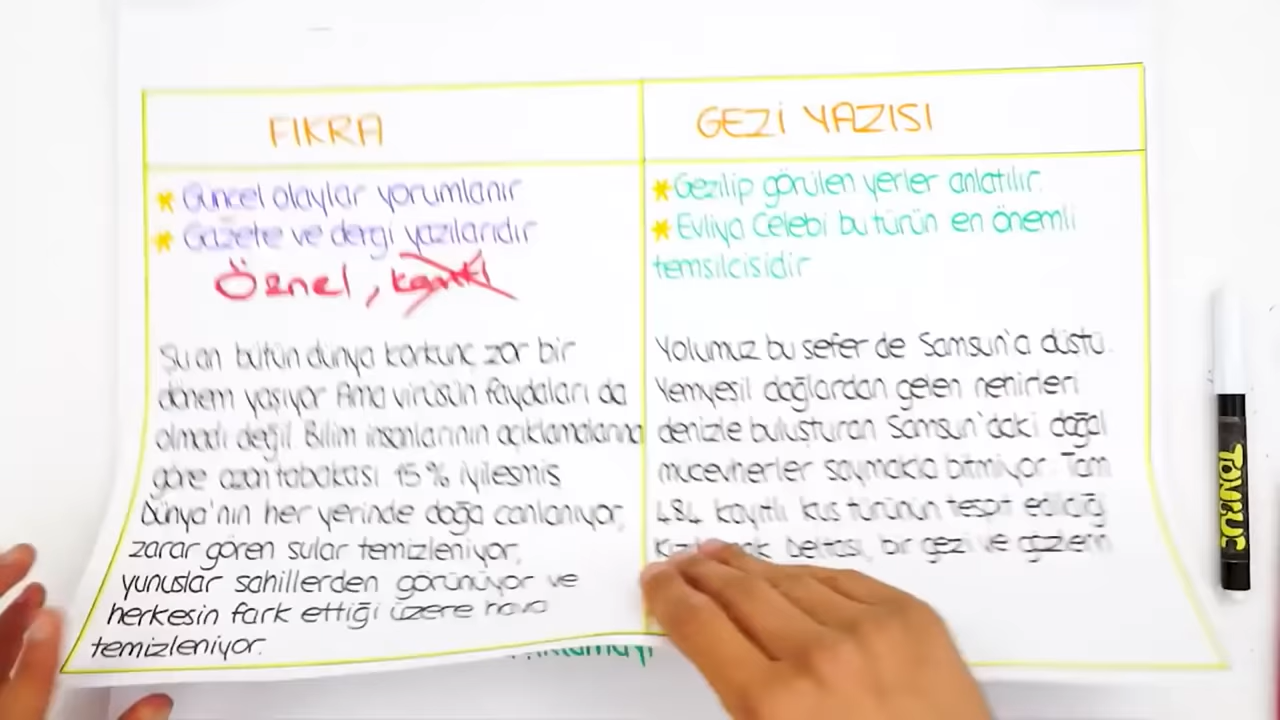 FIKRA
* Güncel olaylar yorumlanır
* Gazete ve dergi yazılarıdır
Öznel,
Şu an bütün dünya korkunç zor bir
dönem yaşıyor. Ama virüsün faydaları da
olmadı değil. Bilim insanlarının açıklamalarına
göre ozon tabakası 15% iyileşmiş
Dünya'nın her yerinde doğa canlanıyor,
zarar gören sular temizleniyor,
yunuslar sahillerden görünüyor ve
herkesin fark ettiği üzere hava
temizleniyor.
GEZİ YAZISI
* Gezilip görülen yerler anlatılır.
* Evliya Çelebi bu türün en önemli
temsilcisidir
Yolumuz bu sefer de Samsun'a düştü.
Yemyeşil dağlardan gelen nehirleri
denizle buluşturan Samsun'daki doğal
mücevherler saymakla bitmiyor. Tam
484 kayıtlı kuş türünün tespit edildiği
deltası, bir gezi ve gözlem
TOMBUŞ